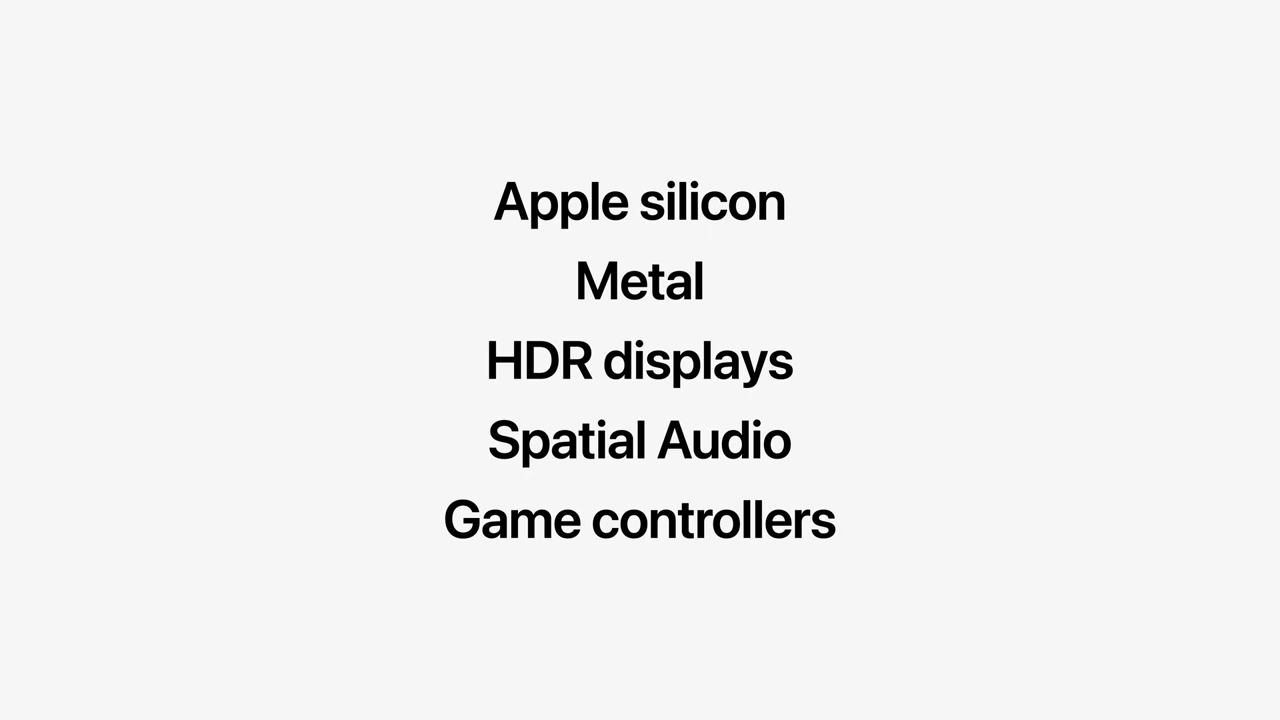 Apple silicon
Metal
HDR displays
Spatial Audio
Game controllers